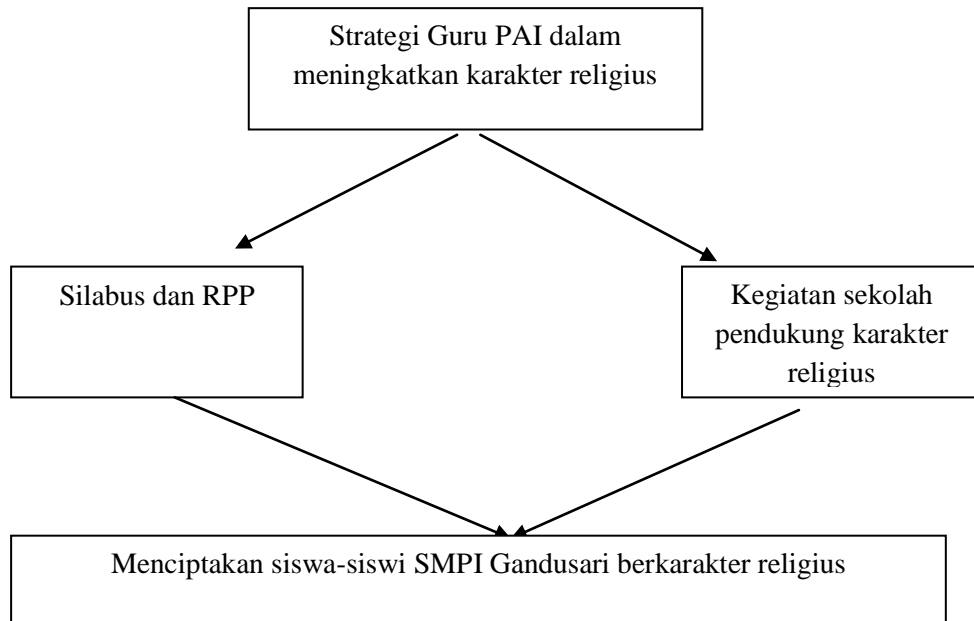 Strategi Guru PAI dalam
meningkatkan karakter religius
Silabus dan RPP
Kegiatan sekolah
pendukung karakter
religius
Menciptakan siswa-siswi SMPI Gandusari berkarakter religius